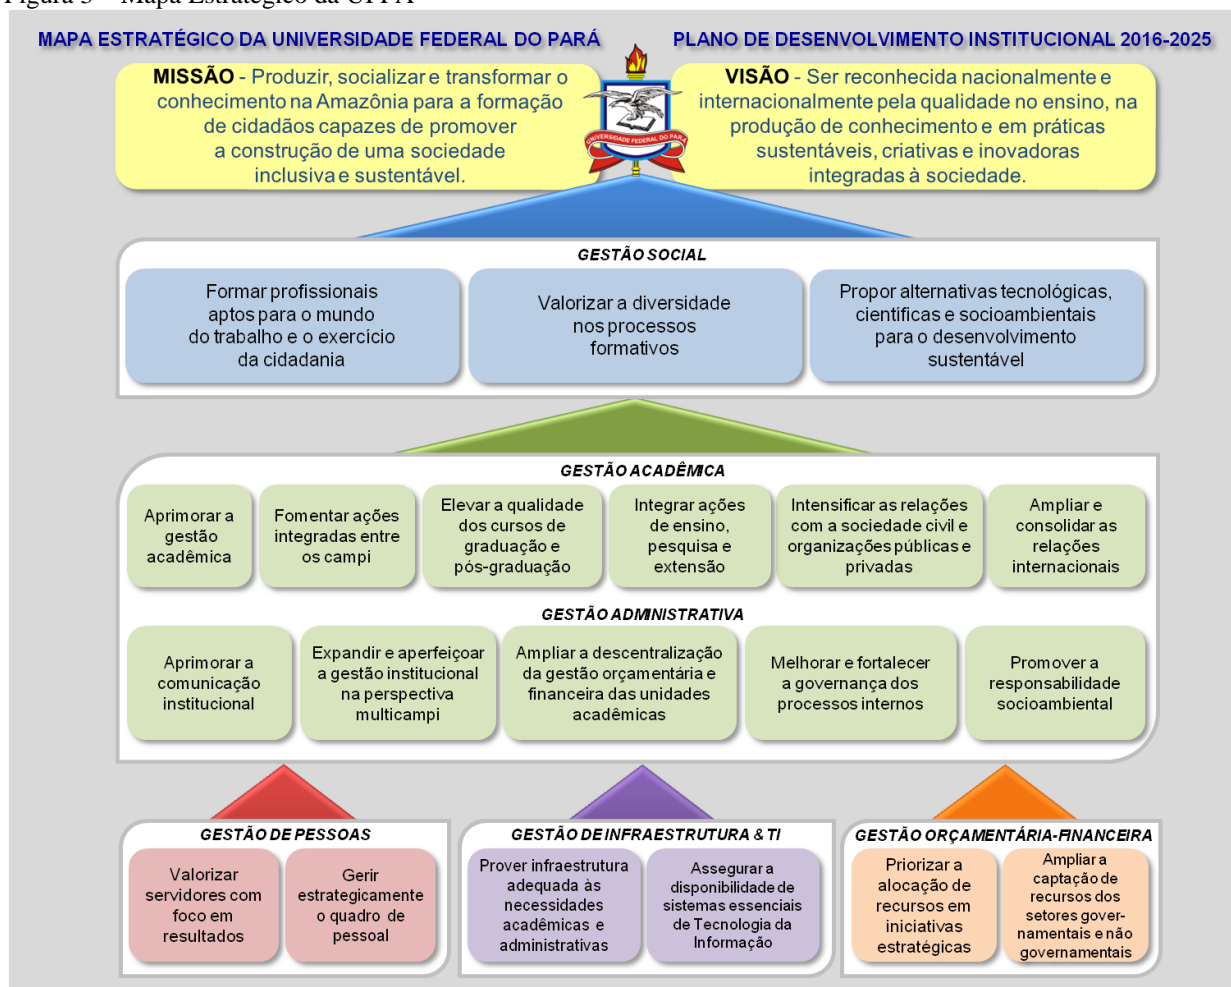 Figura 3 – Mapa Estratégico da UFPA
MAPA ESTRATÉGICO DA UNIVERSIDADE FEDERAL DO PARÁ
PLANO DE DESENVOLVIMENTO INSTITUCIONAL 2016-2025
MISSÃO - Produzir, socializar e transformar o
conhecimento na Amazônia para a formação
de cidadãos capazes de promover
a construção de uma sociedade
inclusiva e sustentável.
UNIVERSIDADE FEDERAL DO PARÁ
VISÃO - Ser reconhecida nacionalmente e
internacionalmente pela qualidade no ensino, na
produção de conhecimento e em práticas
sustentáveis, criativas e inovadoras
integradas à sociedade.
GESTÃO SOCIAL
Formar profissionais
aptos para o mundo
do trabalho e o exercício
da cidadania
Valorizar a diversidade
nos processos
formativos
Propor alternativas tecnológicas,
científicas e socioambientais
para o desenvolvimento
sustentável
GESTÃO ACADÊMICA
Aprimorar a
gestão
acadêmica
Fomentar ações
integradas entre
os campi
Elevar a qualidade
dos cursos de
graduação e
pós-graduação
Integrar ações
de ensino,
pesquisa e
extensão
Intensificar as relações
com a sociedade civil e
organizações públicas e
privadas
Ampliar e
consolidar as
relações
internacionais
GESTÃO ADMINISTRATIVA
Aprimorar a
comunicação
institucional
Expandir e aperfeiçoar
a gestão institucional
na perspectiva
multicampi
Ampliar a descentralização
da gestão orçamentária e
financeira das unidades
acadêmicas
Melhorar e fortalecer
a governança dos
processos internos
Promover a
responsabilidade
socioambiental
GESTÃO DE PESSOAS
Valorizar
servidores com
foco em
resultados
Gerir
estrategicamente
o quadro de
pessoal
GESTÃO DE INFRAESTRUTURA & TI
Prover infraestrutura
adequada às
necessidades
acadêmicas e
administrativas
Assegurar a
disponibilidade de
sistemas essenciais
de Tecnologia da
Informação
GESTÃO ORÇAMENTÁRIA-FINANCEIRA
Priorizar a
alocação de
recursos em
iniciativas
estratégicas
Ampliar a
captação de
recursos dos
setores gover-
namentais e não
governamentais